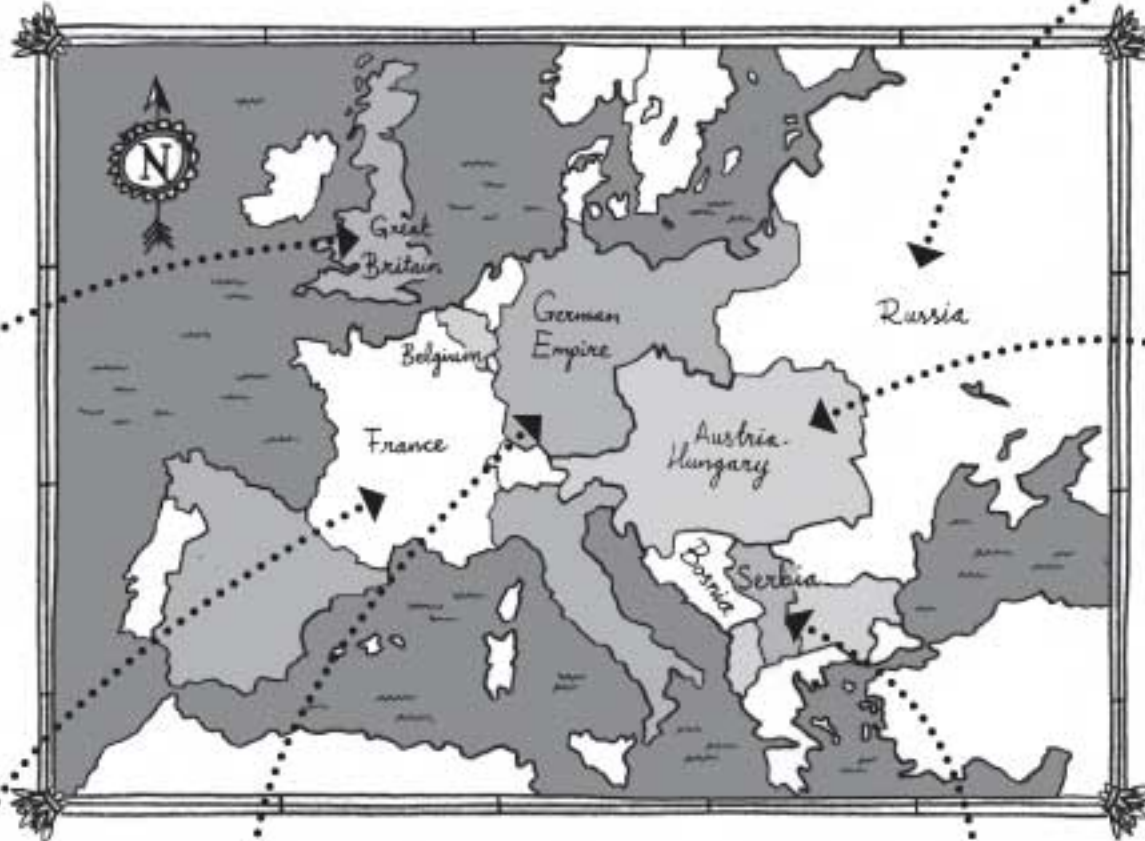 N
Great
Britain
German
Empire
Russia
Belgium
France
Austria-
Hungary
Bosnia
Serbia